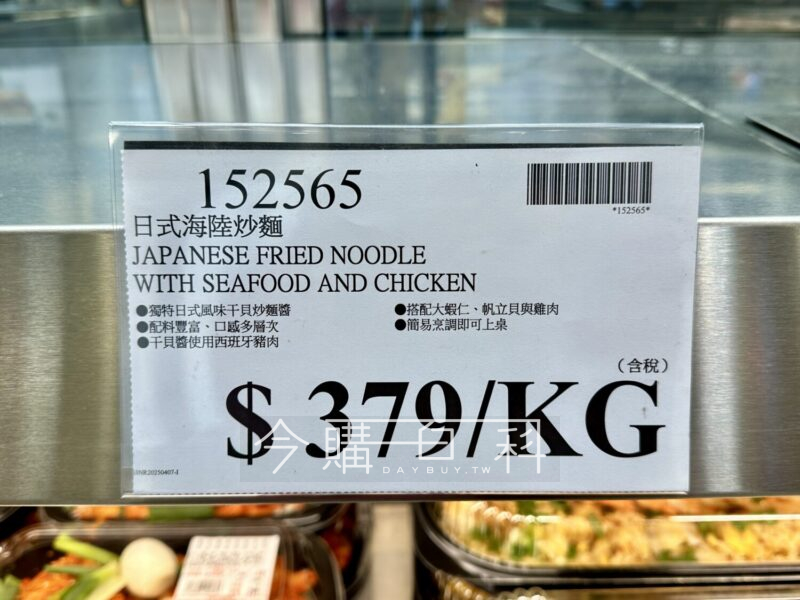 152565
*152565*
日式海陸炒麵
JAPANESE FRIED NOODLE
WITH SEAFOOD AND CHICKEN
●獨特日式風味干貝炒麵醬
●搭配大蝦仁、帆立貝與雞肉
●配料豐富、口感多層次
●簡易烹調即可上桌
●干貝醬使用西班牙豬肉
(含稅)
$ 379/KG
今購百科
DAYBUY.TW